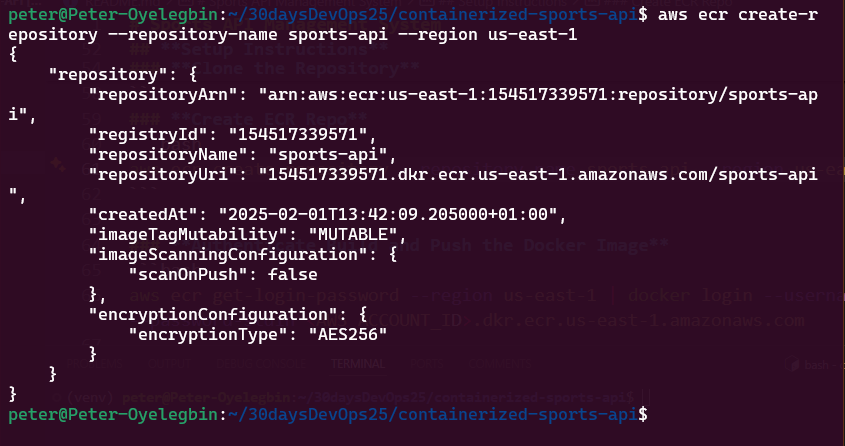 peter@Peter-Oyelegbin:~/30daysDevOps25/containerized-sports-api$ aws ecr create-r
epository --repository-name sports-api --region us-east-1
{
    "repository": {
        "repositoryArn": "arn:aws:ecr:us-east-1:154517339571:repository/sports-ap
i",
        "registryId": "154517339571",
        "repositoryName": "sports-api",
        "repositoryUri": "154517339571.dkr.ecr.us-east-1.amazonaws.com/sports-api
",
        "createdAt": "2025-02-01T13:42:09.205000+01:00",
        "imageTagMutability": "MUTABLE",
        "imageScanningConfiguration": {
            "scanOnPush": false
        },
        "encryptionConfiguration": {
            "encryptionType": "AES256"
        }
    }
}
peter@Peter-Oyelegbin:~/30daysDevOps25/containerized-sports-api$